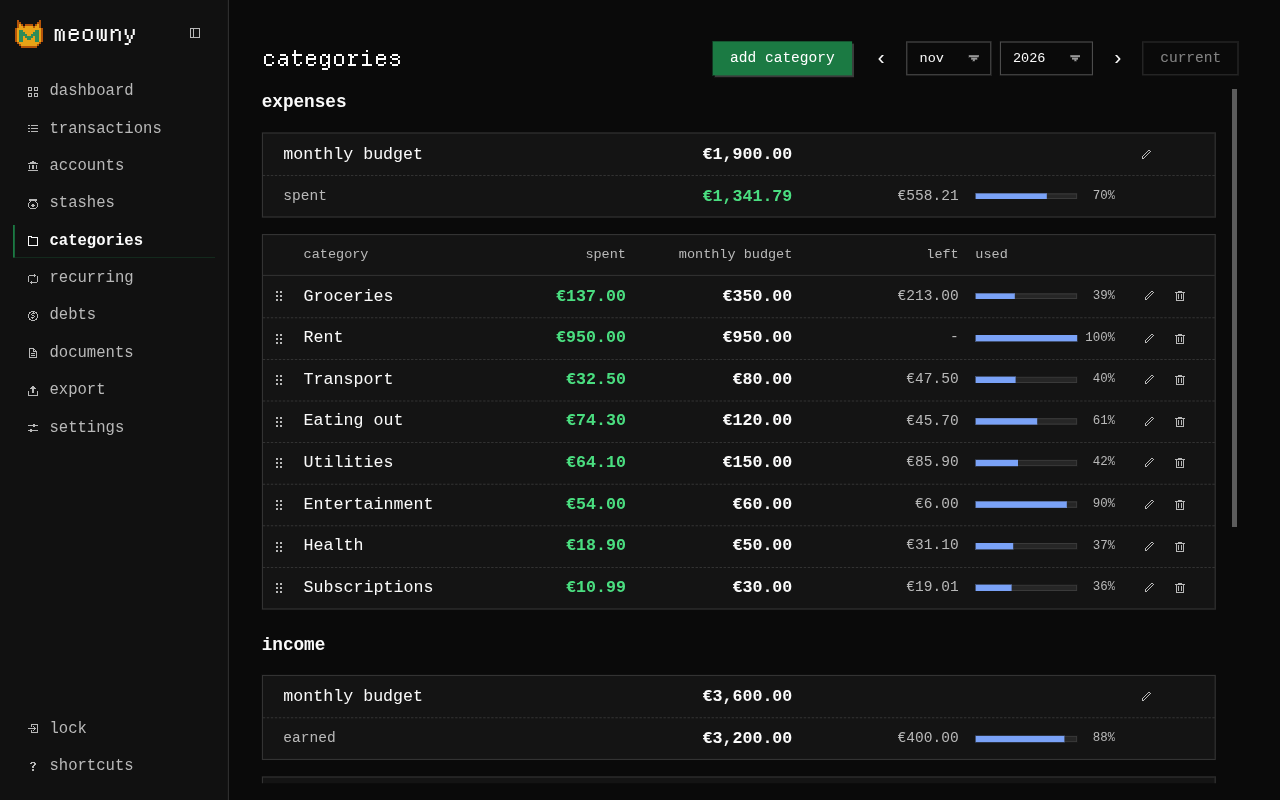 meowny
dashboard
transactions
accounts
stashes
categories
recurring
debts
documents
export
settings
lock
? shortcuts
categories
add category ‹ nov 2026 › current
expenses
monthly budget €1,900.00
spent €1,341.79 €558.21 70%
category spent monthly budget left used
Groceries €137.00 €350.00 €213.00 39%
Rent €950.00 €950.00 - 100%
Transport €32.50 €80.00 €47.50 40%
Eating out €74.30 €120.00 €45.70 61%
Utilities €64.10 €150.00 €85.90 42%
Entertainment €54.00 €60.00 €6.00 90%
Health €18.90 €50.00 €31.10 37%
Subscriptions €10.99 €30.00 €19.01 36%
income
monthly budget €3,600.00
earned €3,200.00 €400.00 88%